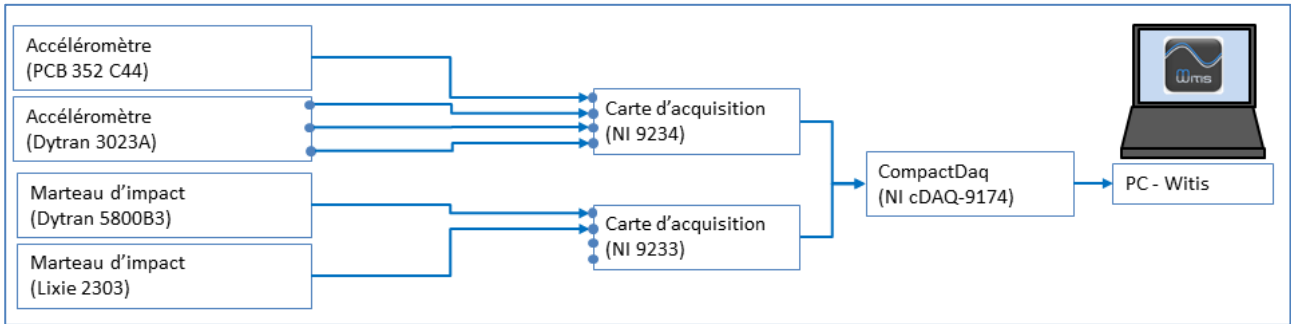 Accéléromètre
(PCB 352 C44)
Accéléromètre
(Dytran 3023A)
Marteau d’impact
(Dytran 5800B3)
Marteau d’impact
(Lixie 2303)
Carte d’acquisition
(NI 9234)
Carte d’acquisition
(NI 9233)
CompactDaq
(NI cDAQ-9174)
PC - Witis